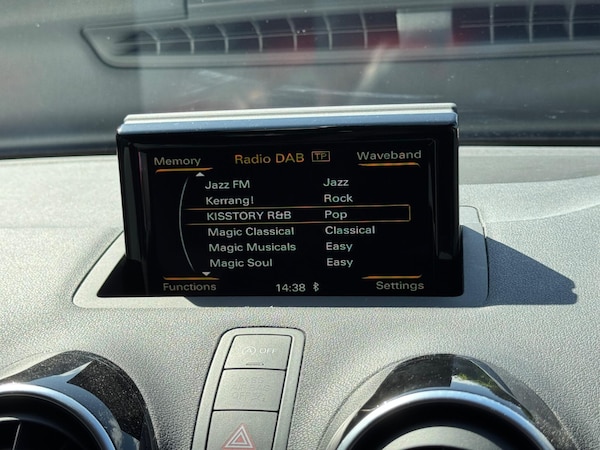 Memory Radio DAB TP Waveband
Jazz FM Jazz
Kerrang! Rock
KISSTORY R&B Pop
Magic Classical Classical
Magic Musicals Easy
Magic Soul Easy
Functions 14:38 Settings
OFF